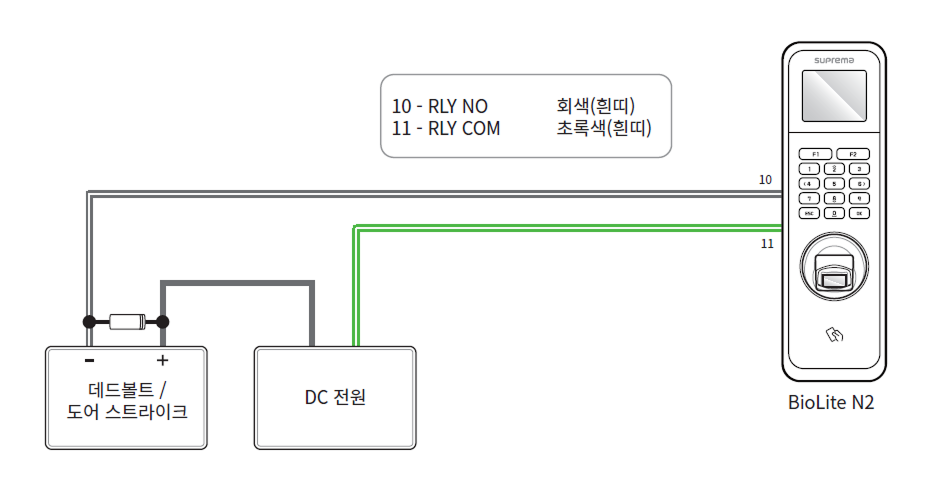 suprema
10 - RLY NO 회색(흰띠)
11 - RLY COM 초록색(흰띠)
10
11
F1 F2
1 2 3
‹4 5 6›
7 8 9
ESC 0 OK
BioLite N2
- +
데드볼트 /
도어 스트라이크
DC 전원